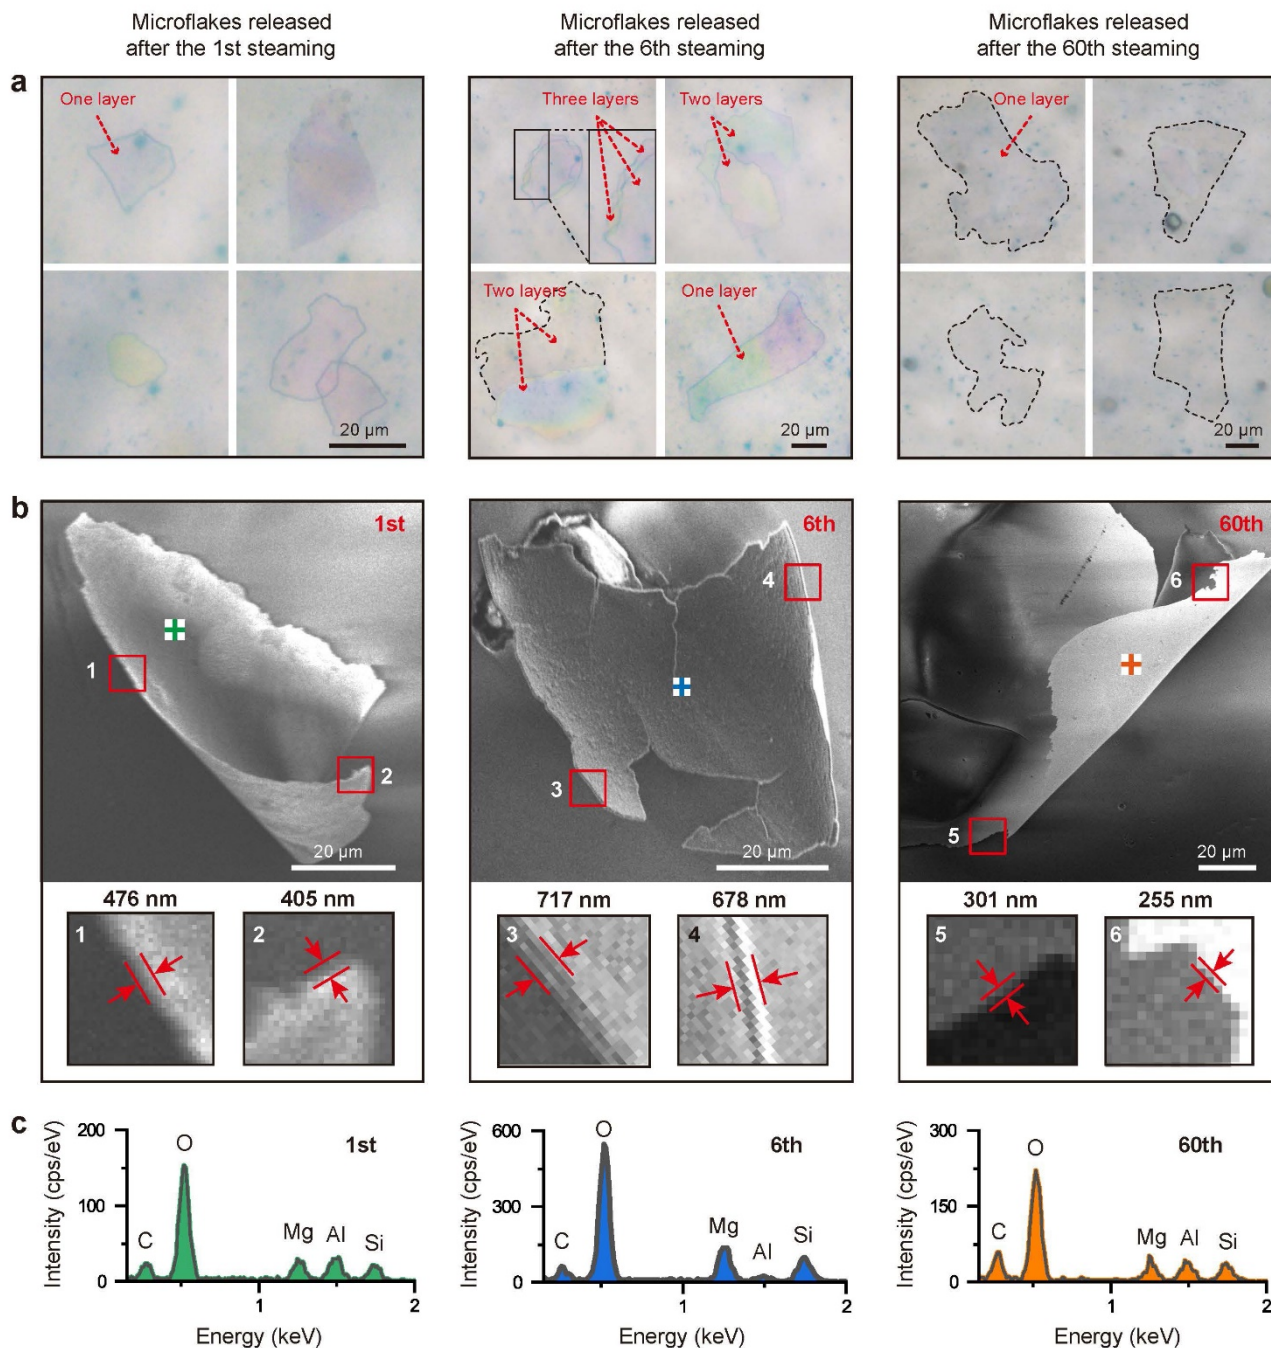 Microflakes released
after the 1st steaming
Microflakes released
after the 6th steaming
Microflakes released
after the 60th steaming
a
One layer
20 µm
Three layers
Two layers
Two layers
One layer
20 µm
One layer
20 µm
b
1st
1
2
20 µm
6th
4
3
20 µm
60th
6
5
20 µm
476 nm
405 nm
1
2
717 nm
678 nm
3
4
301 nm
255 nm
5
6
c
Intensity (cps/eV)
200
100
0
C
O
Mg
Al
Si
1st
1
2
Energy (keV)
Intensity (cps/eV)
600
300
0
C
O
Mg
Al
Si
6th
1
2
Energy (keV)
Intensity (cps/eV)
300
150
0
C
O
Mg
Al
Si
60th
1
2
Energy (keV)